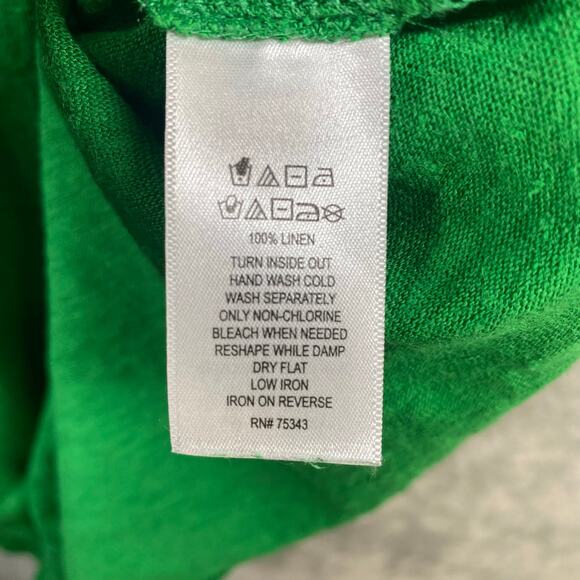 100% LINEN
TURN INSIDE OUT
HAND WASH COLD
WASH SEPARATELY
ONLY NON-CHLORINE
BLEACH WHEN NEEDED
RESHAPE WHILE DAMP
DRY FLAT
LOW IRON
IRON ON REVERSE
RN# 75343